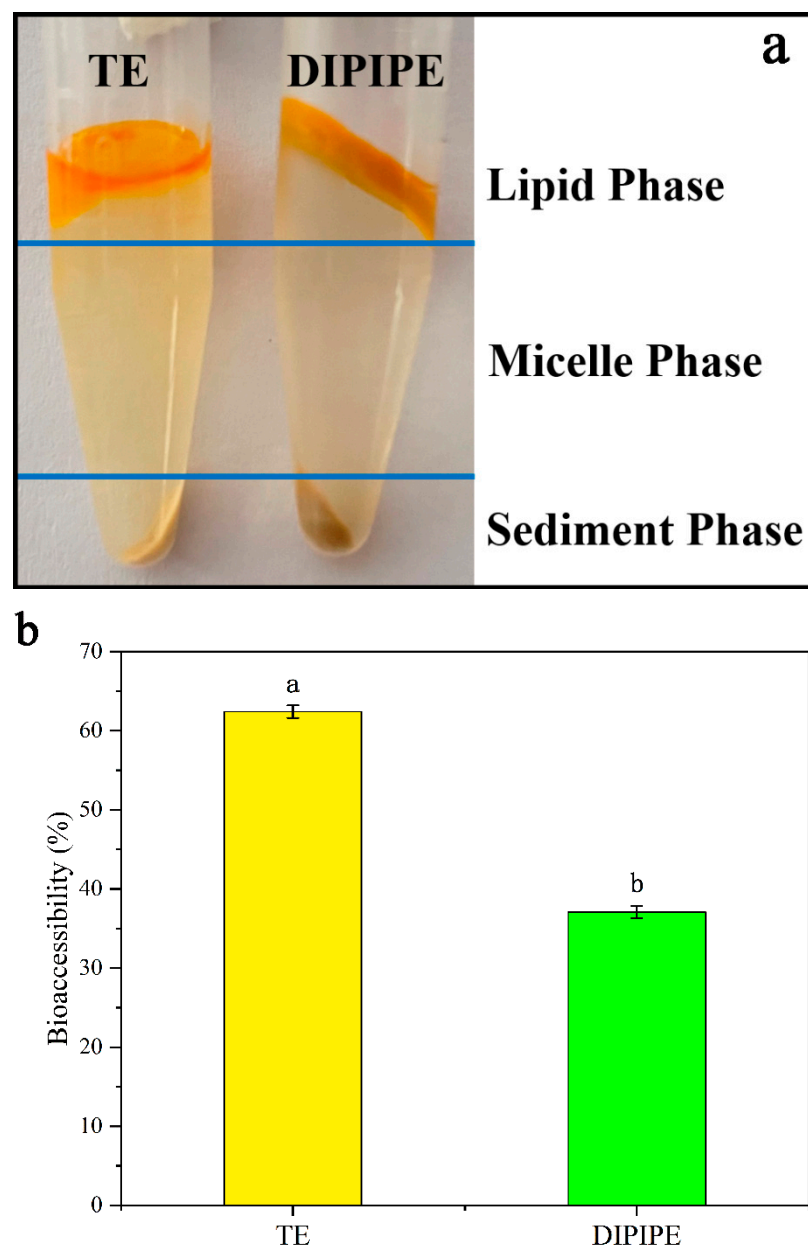 a
TE DIPIPE
Lipid Phase
Micelle Phase
Sediment Phase
b
70
60
50
40
30
20
10
0
Bioaccessibility (%)
a
b
TE DIPIPE